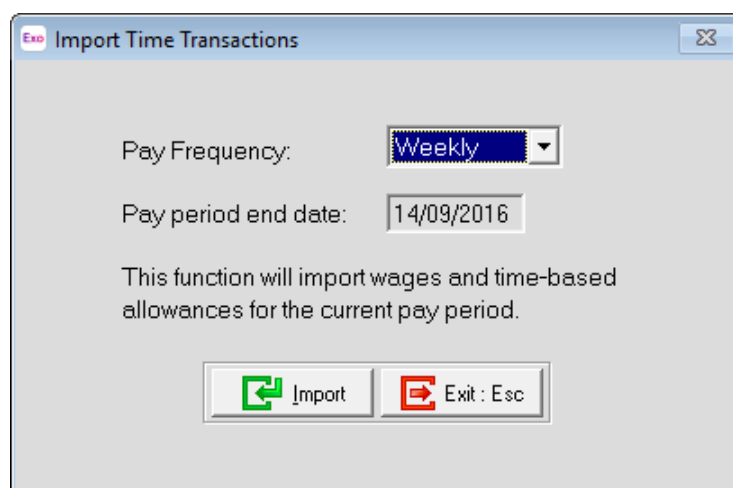 Exo Import Time Transactions
Pay Frequency: Weekly
Pay period end date: 14/09/2016
This function will import wages and time-based
allowances for the current pay period.
Import Exit : Esc